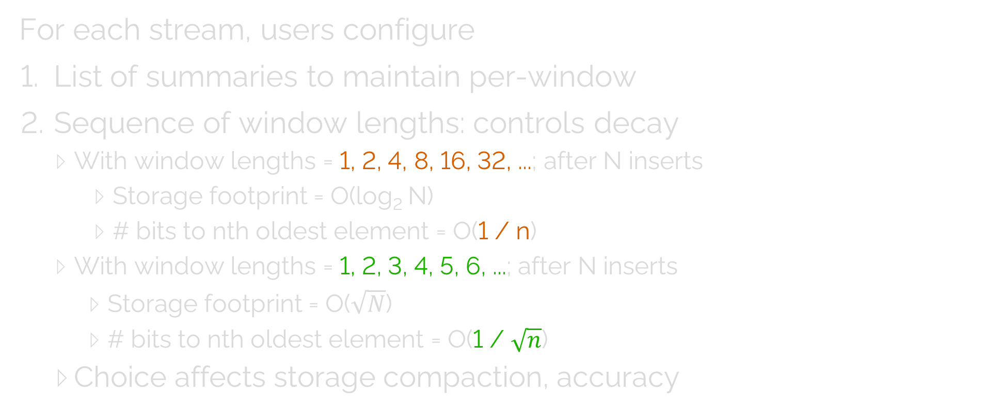 For each stream, users configure
1. List of summaries to maintain per-window
2. Sequence of window lengths: controls decay
▷ With window lengths = 1, 2, 4, 8, 16, 32, ...; after N inserts
▷ Storage footprint = O(log₂ N)
▷ # bits to nth oldest element = O(1 / n)
▷ With window lengths = 1, 2, 3, 4, 5, 6, ...; after N inserts
▷ Storage footprint = O(√N)
▷ # bits to nth oldest element = O(1 / √n)
▷ Choice affects storage compaction, accuracy